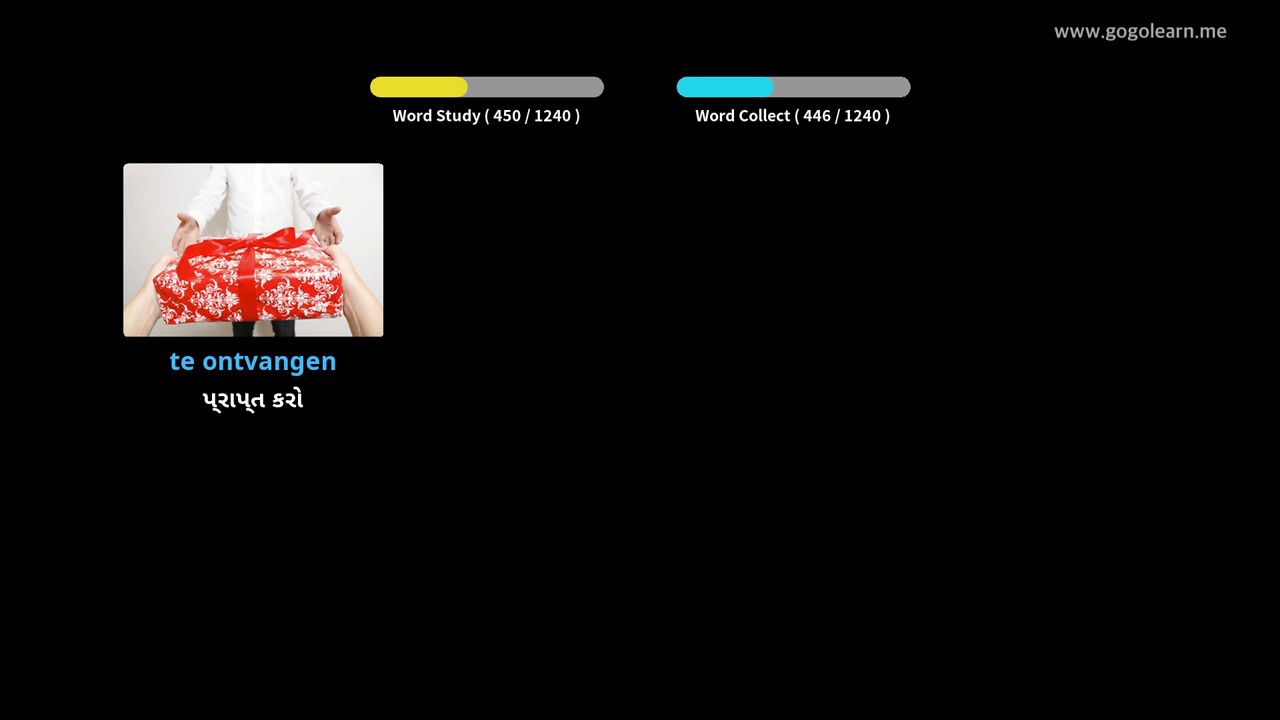 www.gogolearn.me
Word Study ( 450 / 1240 )
Word Collect ( 446 / 1240 )
te ontvangen
પ્રાપ્ત કરો